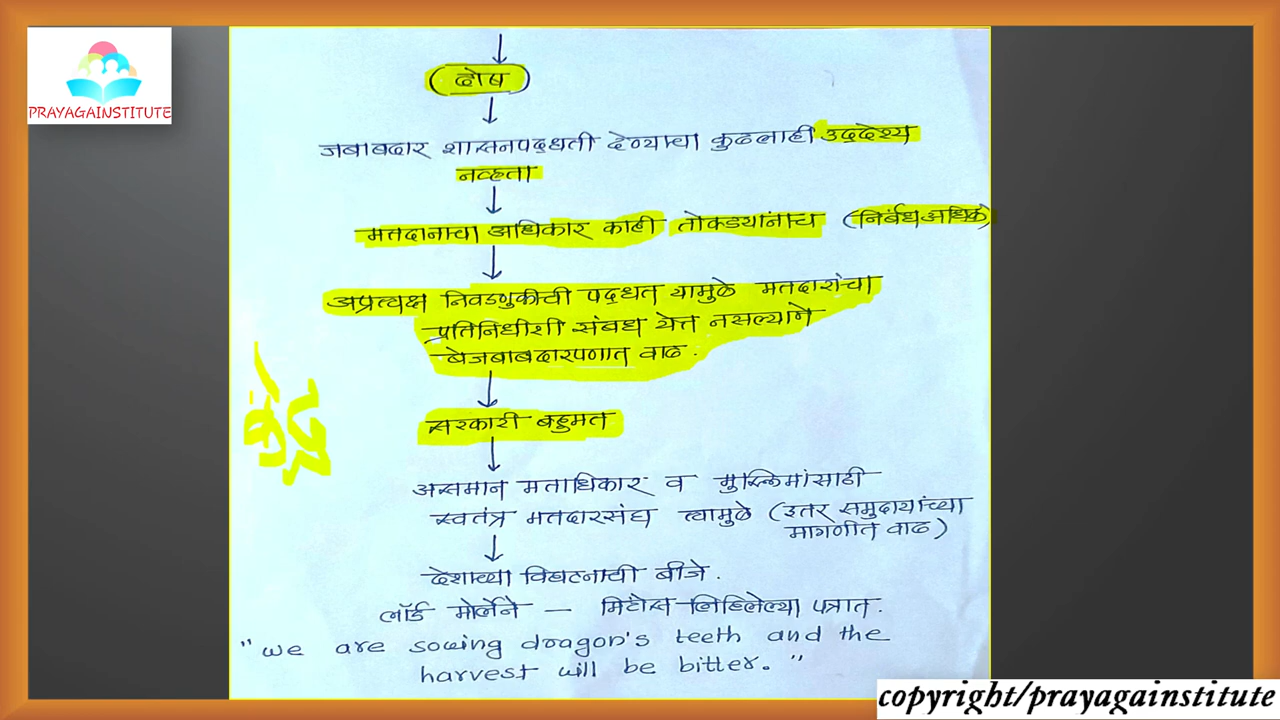 PRAYAGAINSTITUTE
दोष
जबाबदार शासनपद्धती देण्याचा कुठलाही उद्देश्य
नव्हता
मतदानाचा अधिकार काही तोकड्यांनाच (निर्बंध अधिक)
अप्रत्यक्ष निवडणुकीची पद्धत यामुळे मतदारांचा
प्रतिनिधीशी संबध येत नसल्याने
बेजबाबदारपणात वाढ.
सरकारी बहुमत
असमान मताधिकार व मुस्लिमांसाठी
स्वतंत्र मतदारसंघ त्यामुळे (इतर समुदायांच्या
मागणीत वाढ)
देशाच्या विघटनाची बीजे.
लॉर्ड मोर्लेने – मिंटोस लिहिलेल्या पत्रात.
"we are sowing dragon's teeth and the
harvest will be bitter."
copyright/prayagainstitute